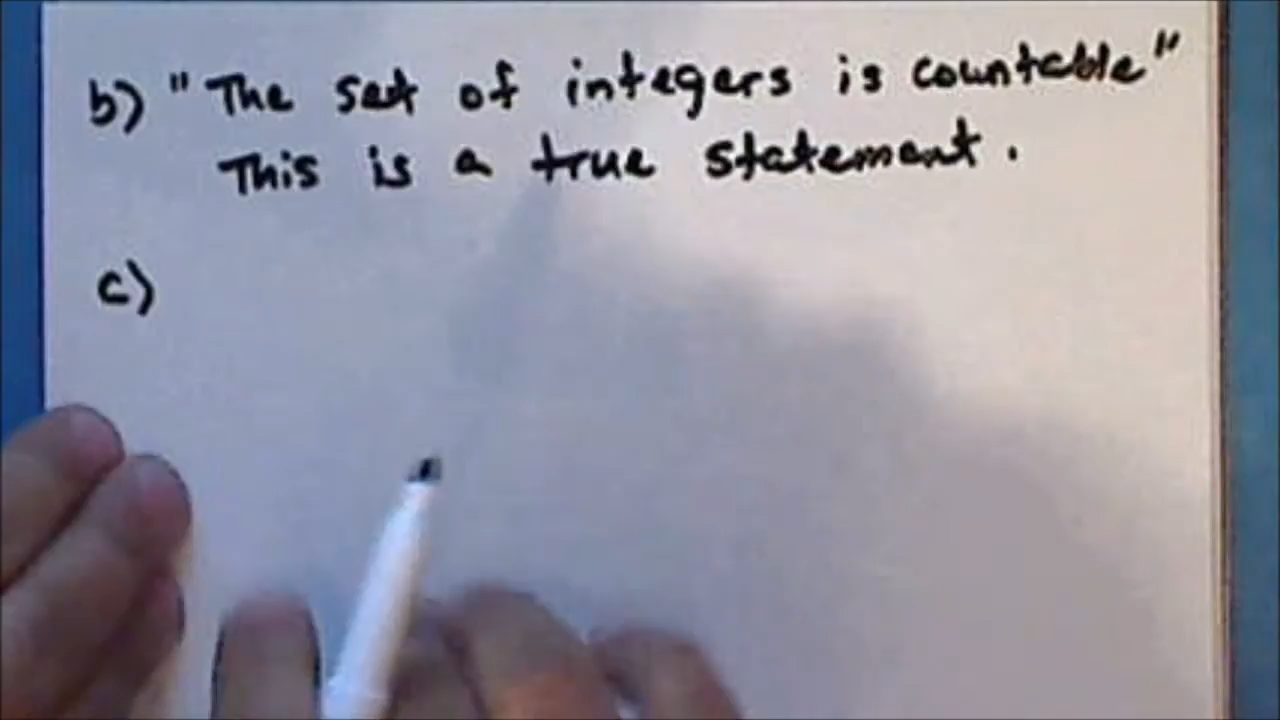 b) "The set of integers is countable"
This is a true statement.
c)